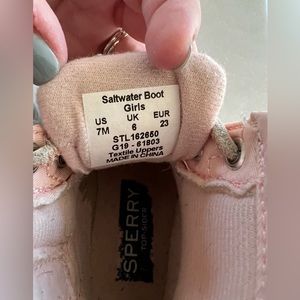 Saltwater Boot
Girls
US UK EUR
7M 6 23
STL162650
G19 - 61803
Textile Uppers
MADE IN CHINA
SPERRY
TOP-SIDER